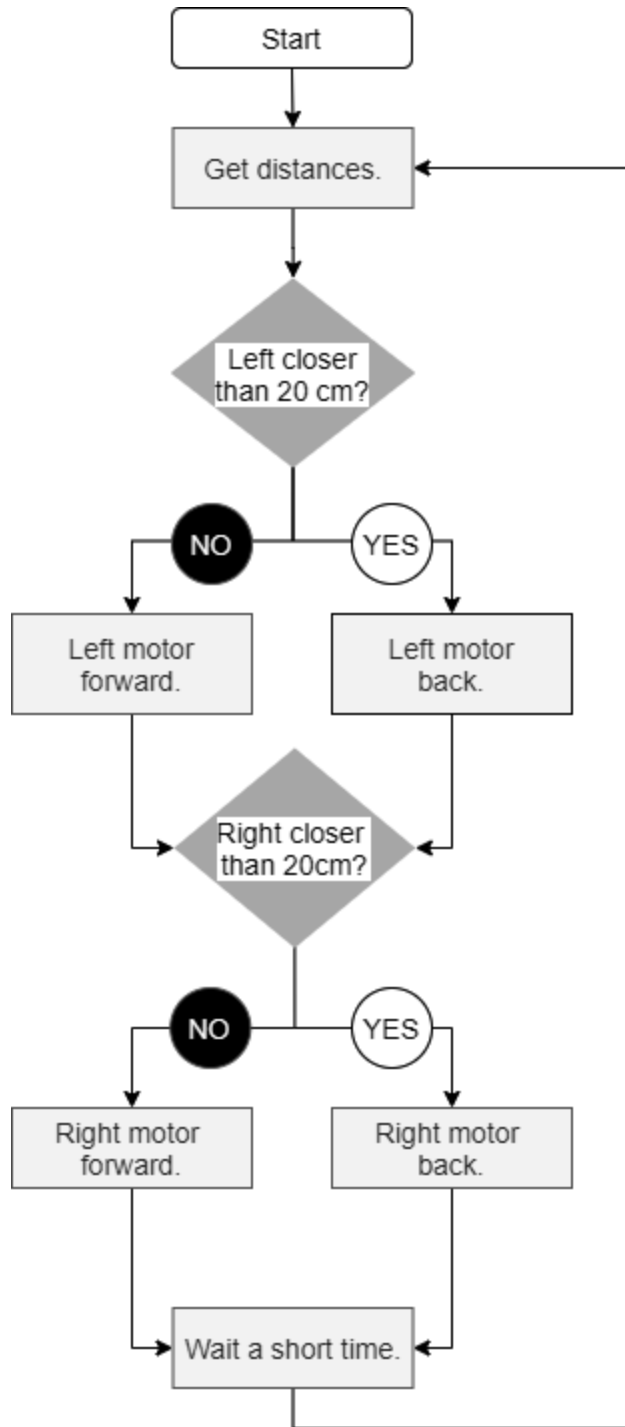 Start
Get distances.
Left closer
than 20 cm?
NO
YES
Left motor
forward.
Left motor
back.
Right closer
than 20cm?
NO
YES
Right motor
forward.
Right motor
back.
Wait a short time.